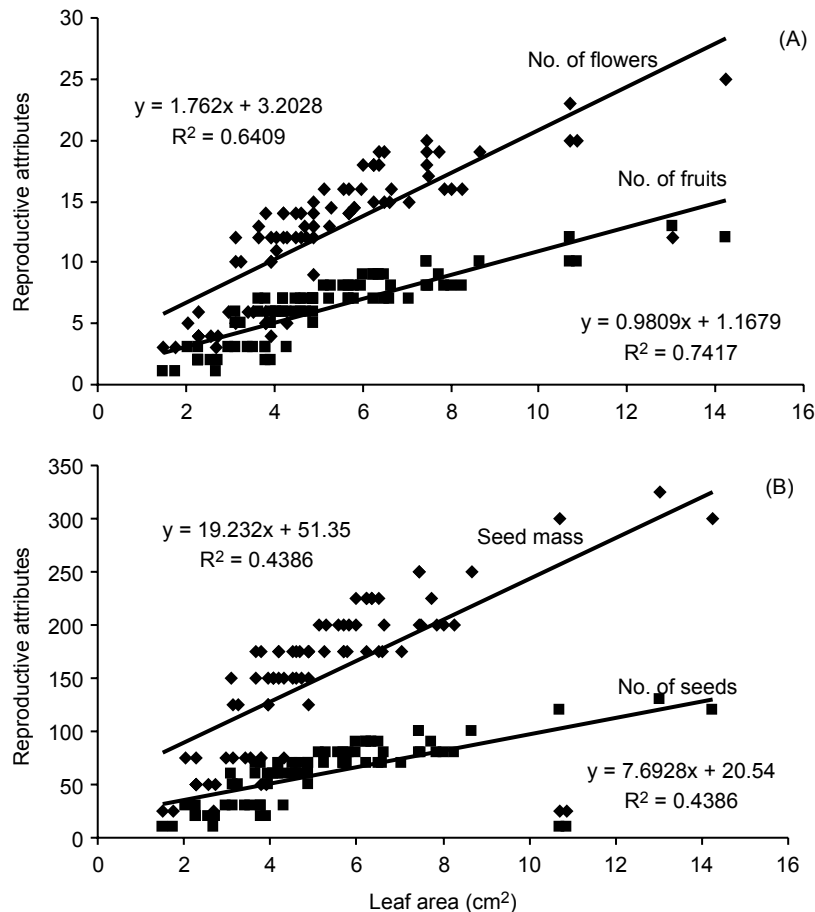 (A)
30
25
20
15
10
5
0
Reproductive attributes
No. of flowers
y = 1.762x + 3.2028
R² = 0.6409
No. of fruits
y = 0.9809x + 1.1679
R² = 0.7417
0 2 4 6 8 10 12 14 16
(B)
350
300
250
200
150
100
50
0
Reproductive attributes
y = 19.232x + 51.35
R² = 0.4386
Seed mass
No. of seeds
y = 7.6928x + 20.54
R² = 0.4386
0 2 4 6 8 10 12 14 16
Leaf area (cm²)